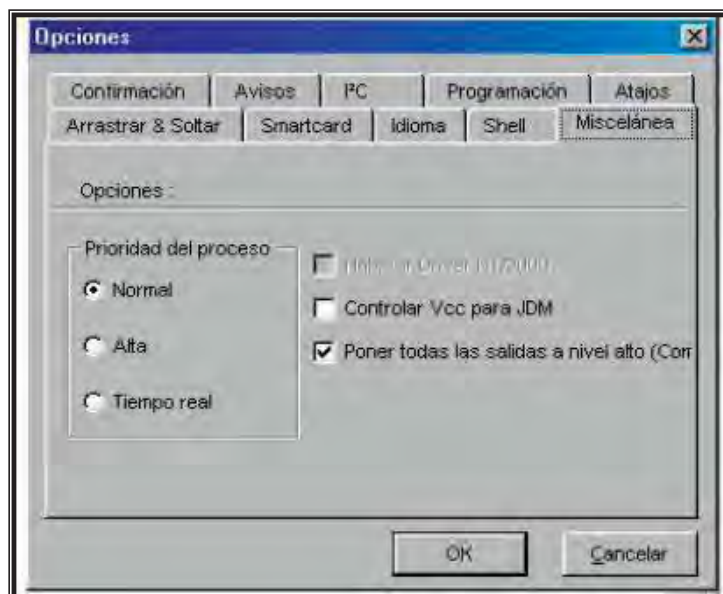 Opciones
Confirmación Avisos I²C Programación Atajos
Arrastrar & Soltar Smartcard Idioma Shell Miscelánea
Opciones :
Prioridad del proceso
Normal
Alta
Tiempo real
Controlar Vcc para JDM
Poner todas las salidas a nivel alto (Com
OK
Cancelar